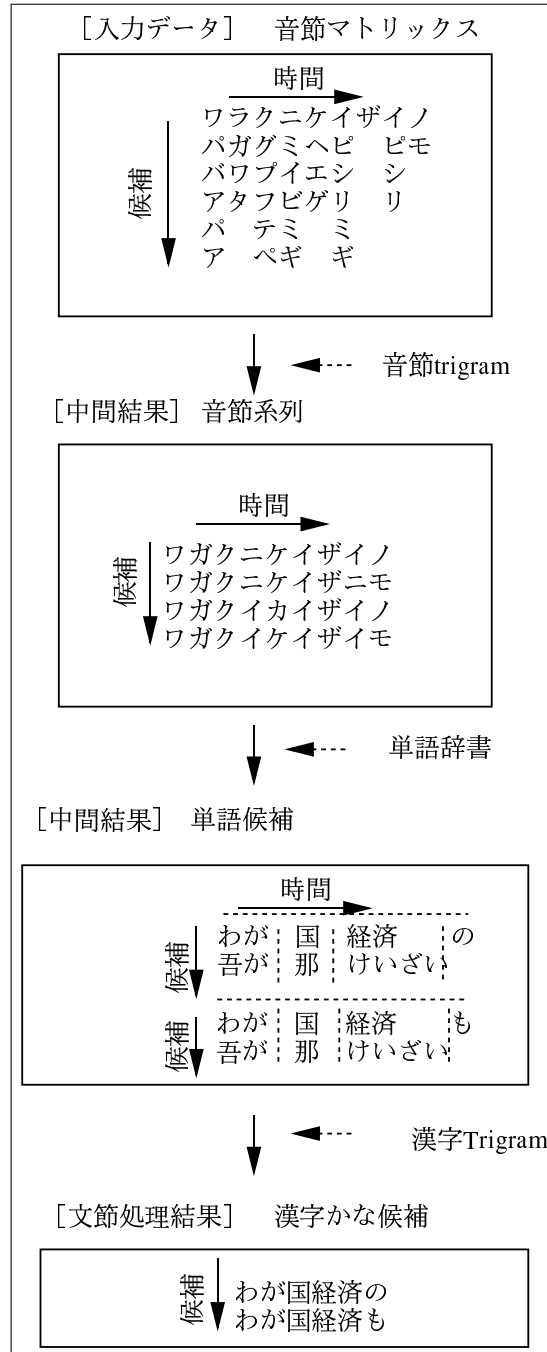 ［入力データ］　音節マトリックス
時間
候補
ワラクニケイザイノ
パガグミヘピ　ピモ
バワプイエシ　シ
アタフビゲリ　リ
パ　テミ　ミ
ア　ペギ　ギ
音節trigram
［中間結果］ 音節系列
時間
候補
ワガクニケイザイノ
ワガクニケイザニモ
ワガクイカイザイノ
ワガクイケイザイモ
単語辞書
［中間結果］ 単語候補
時間
候補
わが 国 経済 の
吾が 那 けいざい
候補
わが 国 経済 も
吾が 那 けいざい
漢字Trigram
［文節処理結果］　漢字かな候補
候補
わが国経済の
わが国経済も